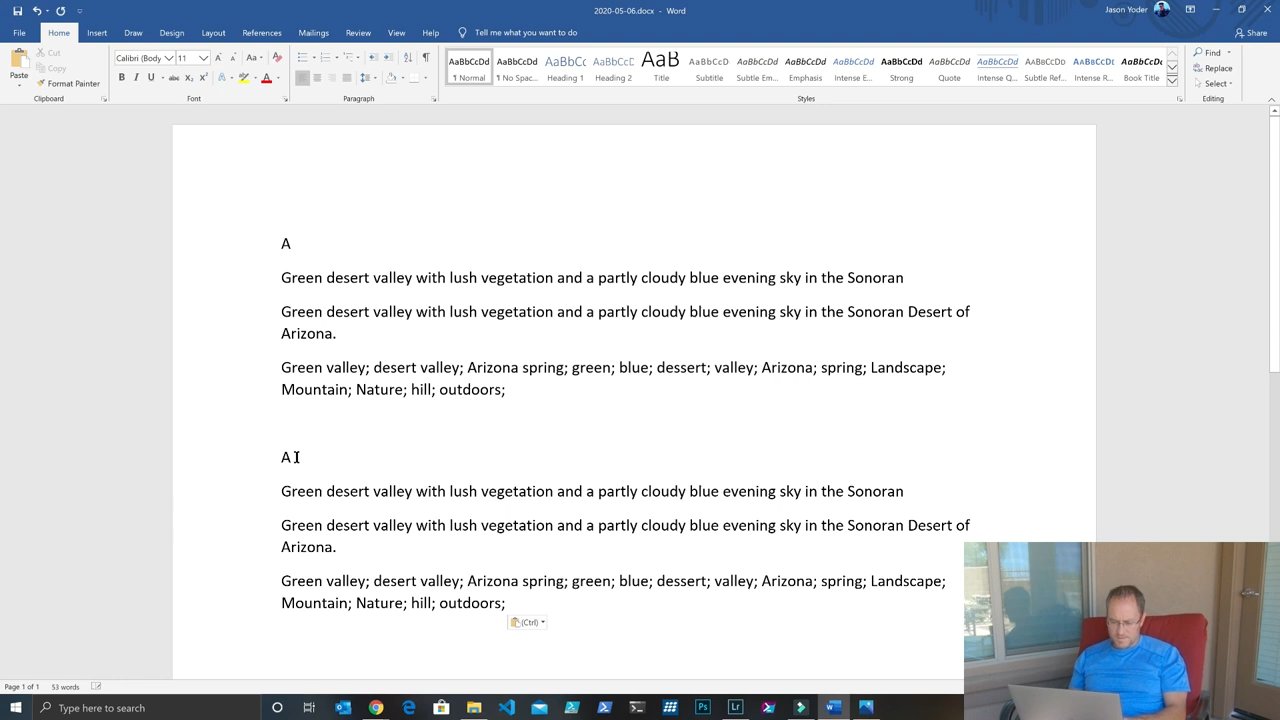 2020-05-06.docx - Word
Jason Yoder
File Home Insert Draw Design Layout References Mailings Review View Help Tell me what you want to do Share
Paste
Cut
Copy
Format Painter
Clipboard
Calibri (Body) 11
Font
Paragraph
AaBbCcDd AaBbCcDd AaBbCc AaBbCcC AaB AaBbCcD AaBbCcDd AaBbCcDd AaBbCcDd AaBbCcDd AaBbCcDd AaBbCcDd AaBbCcDd AaBbCcDd AaBbCcDc
¶ Normal ¶ No Spac... Heading 1 Heading 2 Title Subtitle Subtle Em... Emphasis Intense E... Strong Quote Intense Q... Subtle Ref... Intense R... Book Title
Styles
Find
Replace
Select
Editing
A
Green desert valley with lush vegetation and a partly cloudy blue evening sky in the Sonoran
Green desert valley with lush vegetation and a partly cloudy blue evening sky in the Sonoran Desert of
Arizona.
Green valley; desert valley; Arizona spring; green; blue; dessert; valley; Arizona; spring; Landscape;
Mountain; Nature; hill; outdoors;
A
Green desert valley with lush vegetation and a partly cloudy blue evening sky in the Sonoran
Green desert valley with lush vegetation and a partly cloudy blue evening sky in the Sonoran Desert of
Arizona.
Green valley; desert valley; Arizona spring; green; blue; dessert; valley; Arizona; spring; Landscape;
Mountain; Nature; hill; outdoors;
(Ctrl)
Page 1 of 1 53 words
Type here to search